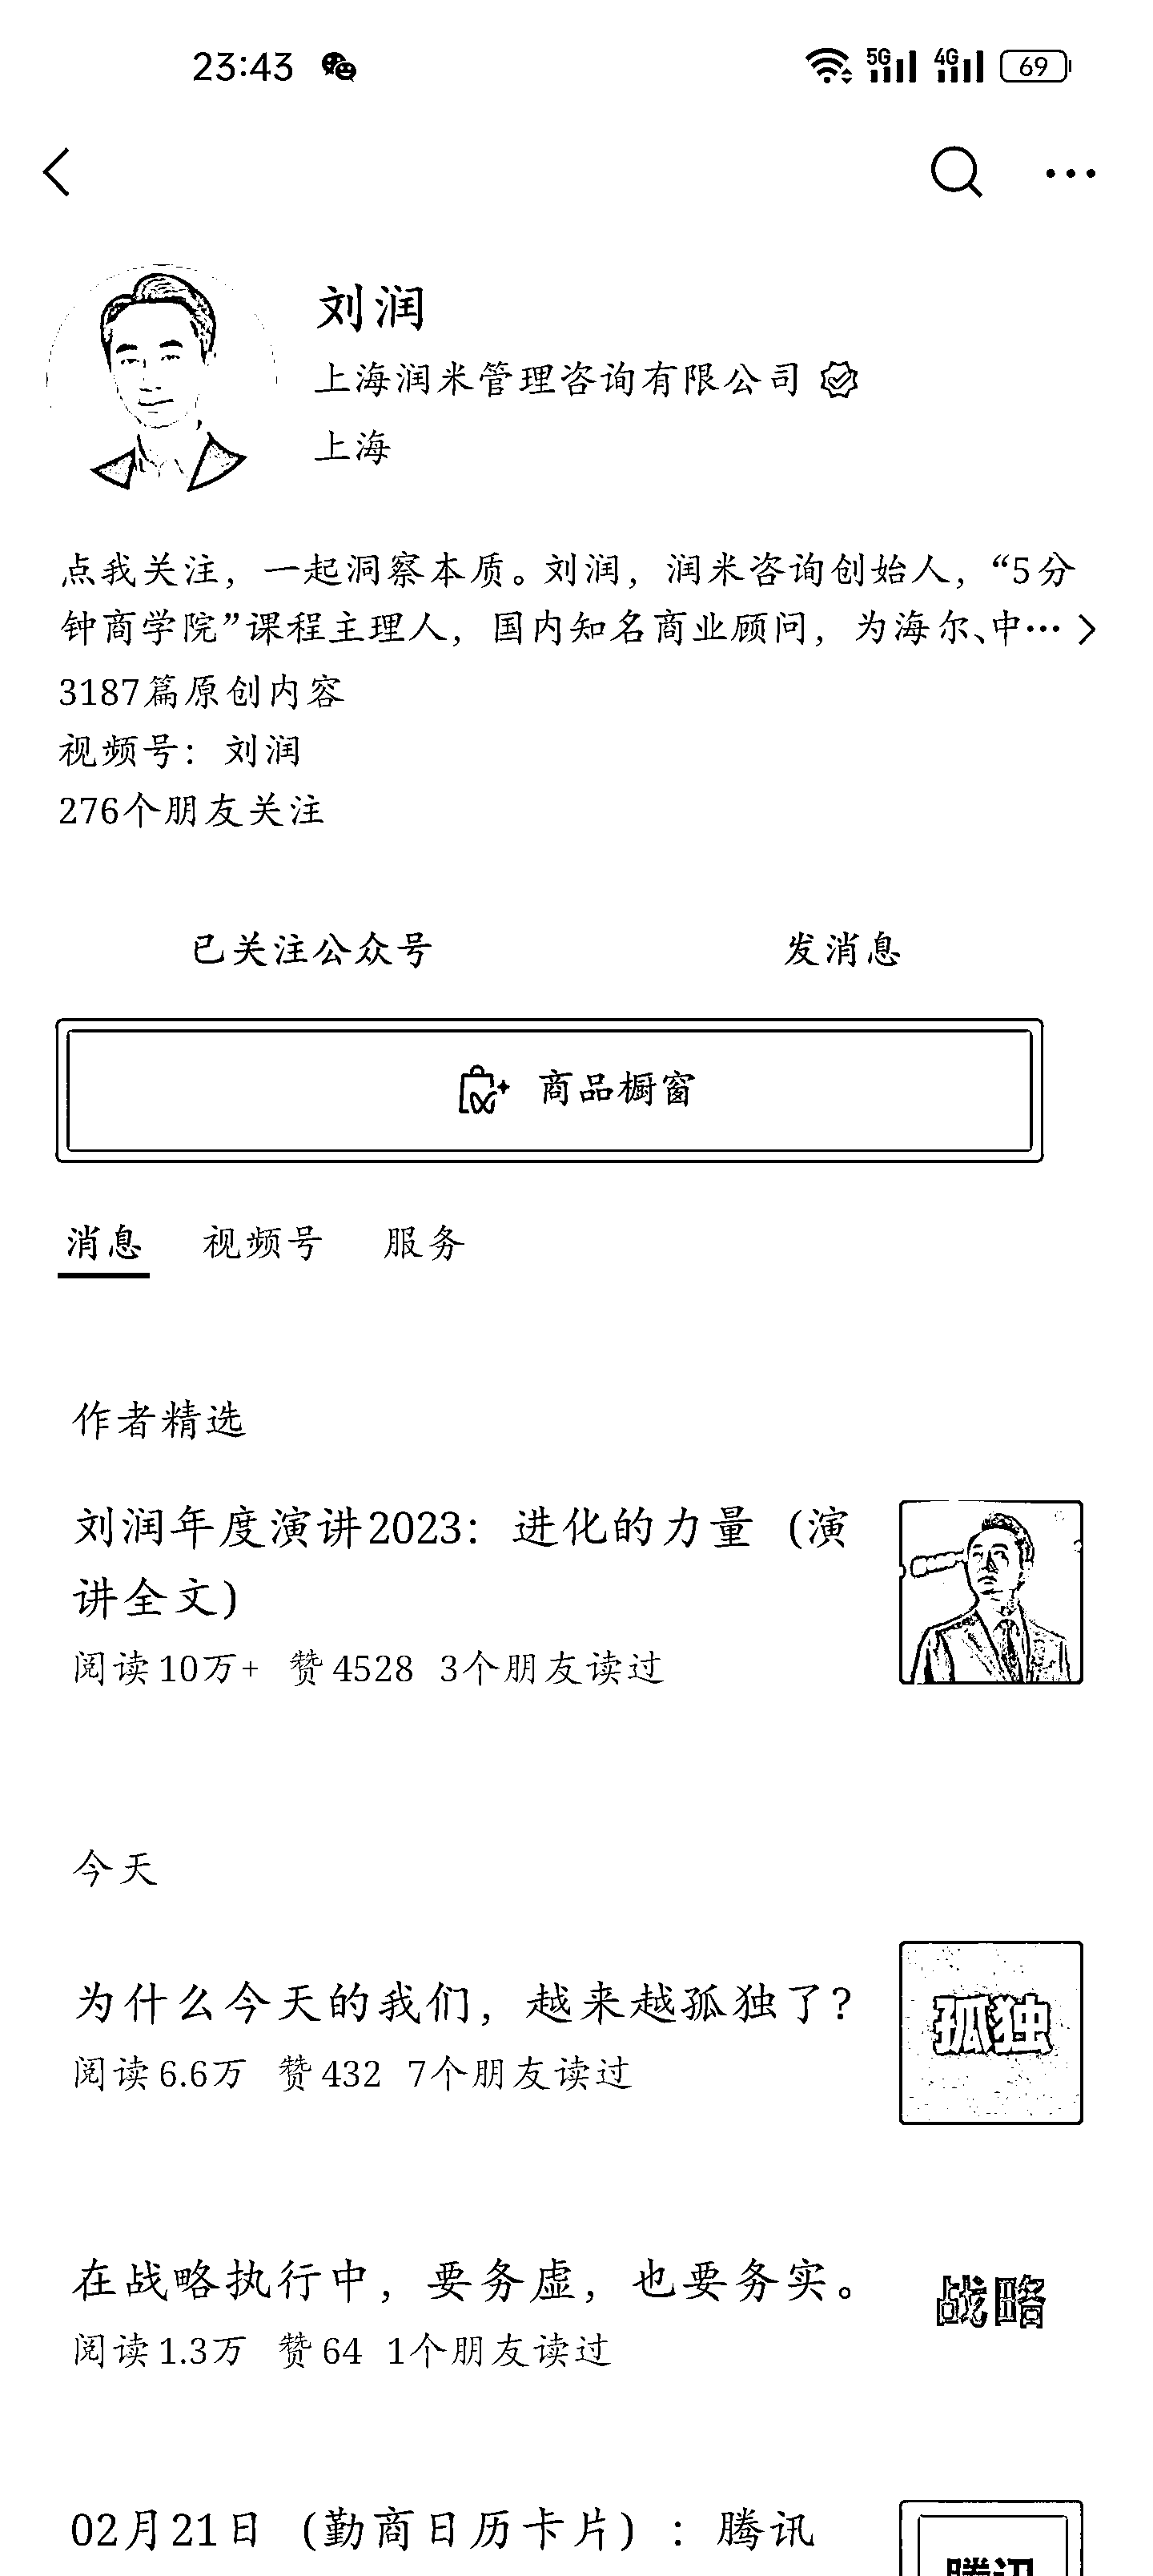 23:43
5G 4G 69
刘润
上海润米管理咨询有限公司
上海
点我关注，一起洞察本质。刘润，润米咨询创始人，“5分
钟商学院”课程主理人，国内知名商业顾问，为海尔、中…
3187篇原创内容
视频号：刘润
276个朋友关注
已关注公众号 发消息
商品橱窗
消息 视频号 服务
作者精选
刘润年度演讲2023：进化的力量（演
讲全文）
阅读10万+ 赞4528 3个朋友读过
今天
为什么今天的我们，越来越孤独了？
孤独
阅读6.6万 赞432 7个朋友读过
在战略执行中，要务虚，也要务实。
战略
阅读1.3万 赞64 1个朋友读过
02月21日（勤商日历卡片）：腾讯
腾讯